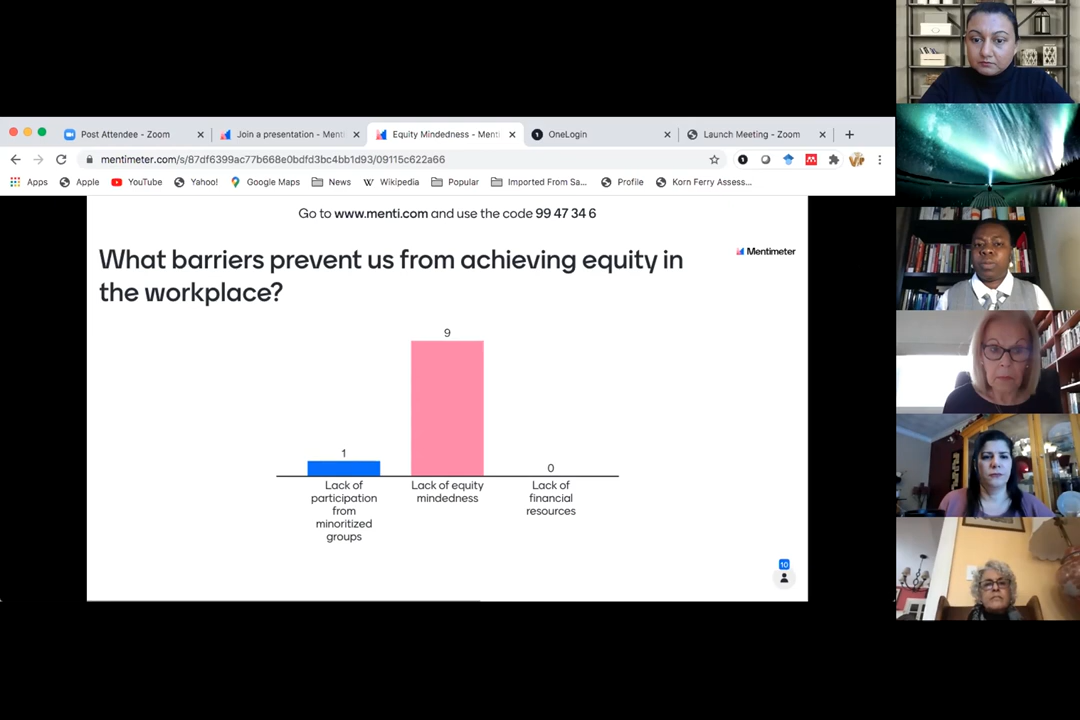 Post Attendee - Zoom
Join a presentation - Menti
Equity Mindedness - Menti
OneLogin
Launch Meeting - Zoom
mentimeter.com/s/87df6399ac77b668e0bdfd3bc4bb1d93/09115c622a66
Apps Apple YouTube Yahoo! Google Maps News Wikipedia Popular Imported From Sa... Profile Korn Ferry Assess...
Go to www.menti.com and use the code 99 47 34 6
What barriers prevent us from achieving equity in
the workplace?
Mentimeter
1
9
0
Lack of
participation
from
minoritized
groups
Lack of equity
mindedness
Lack of
financial
resources
10